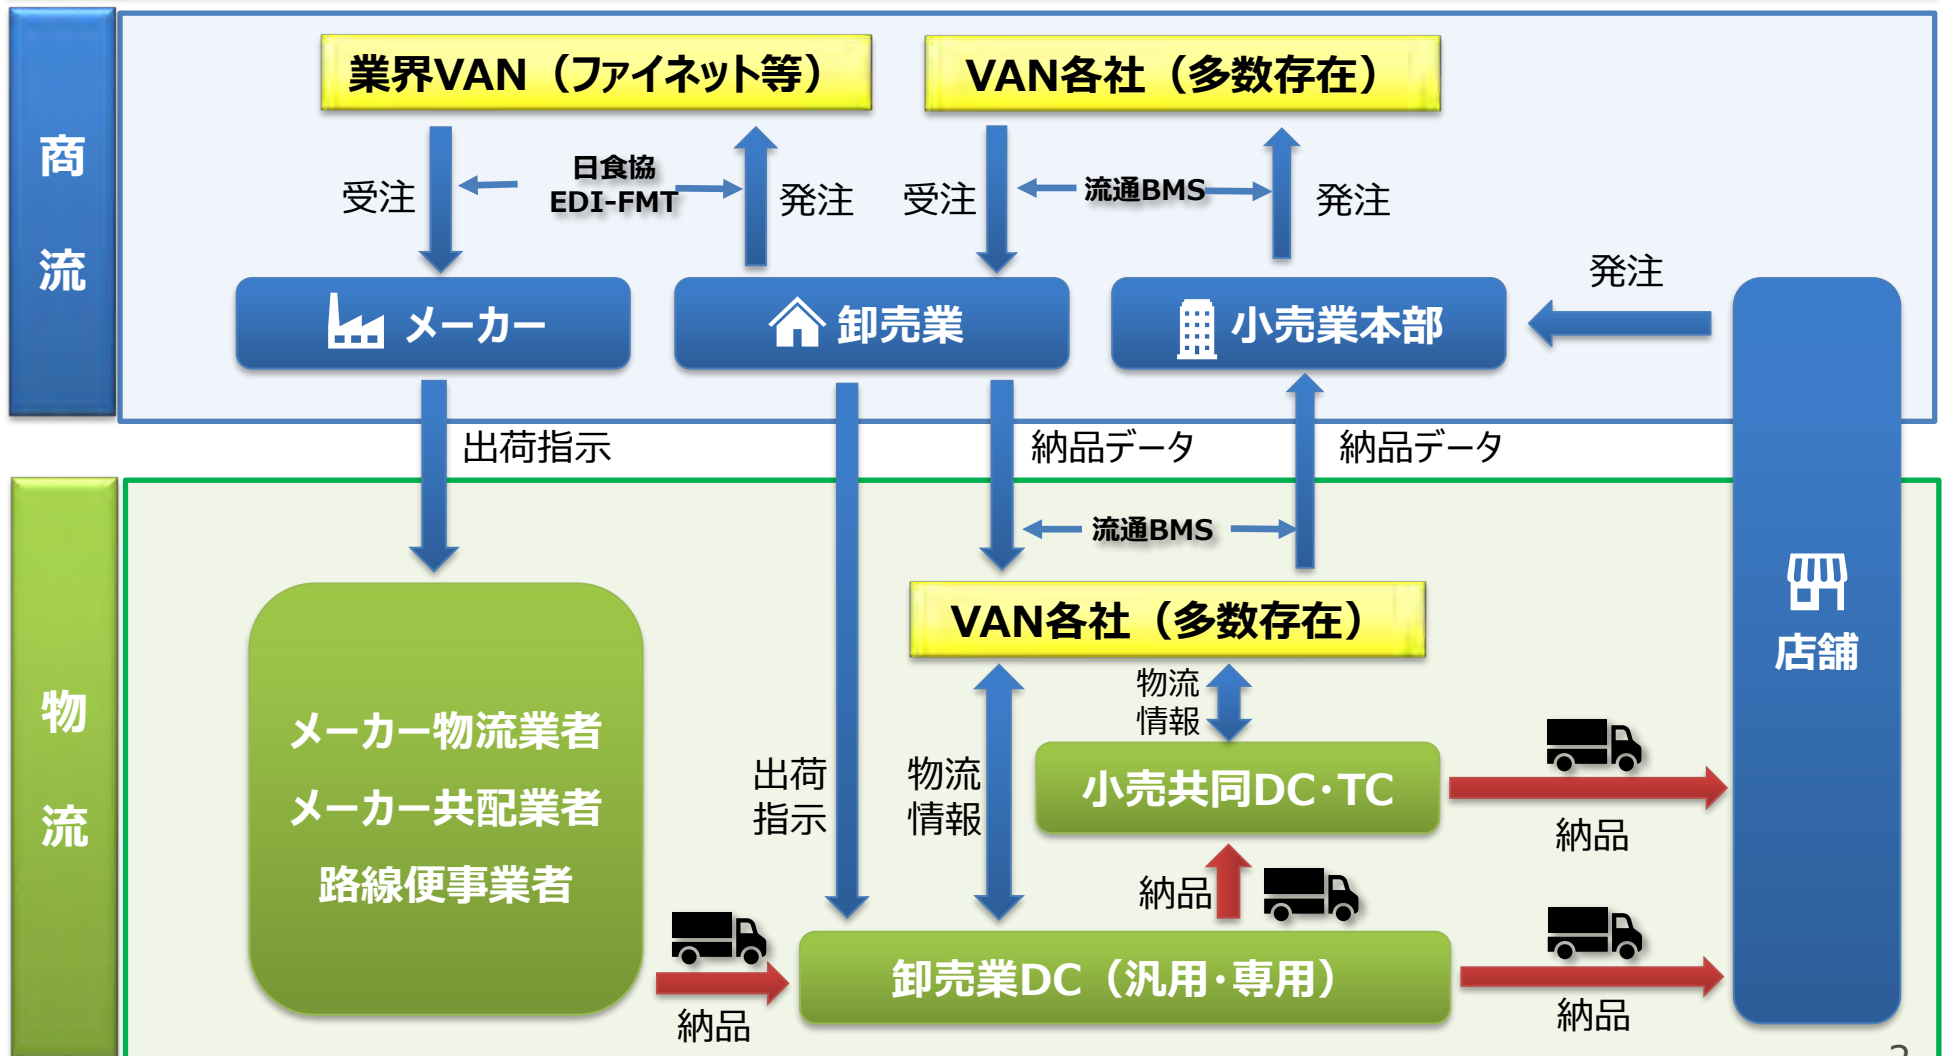 商
流
業界VAN（ファイネット等）
VAN各社（多数存在）
受注
日食協
EDI-FMT
発注
受注
流通BMS
発注
発注
メーカー
卸売業
小売業本部
出荷指示
納品データ
納品データ
流通BMS
物
流
VAN各社（多数存在）
店舗
メーカー物流業者
メーカー共配業者
路線便事業者
出荷
指示
物流
情報
物流
情報
小売共同DC･TC
納品
納品
卸売業DC（汎用･専用）
納品
納品